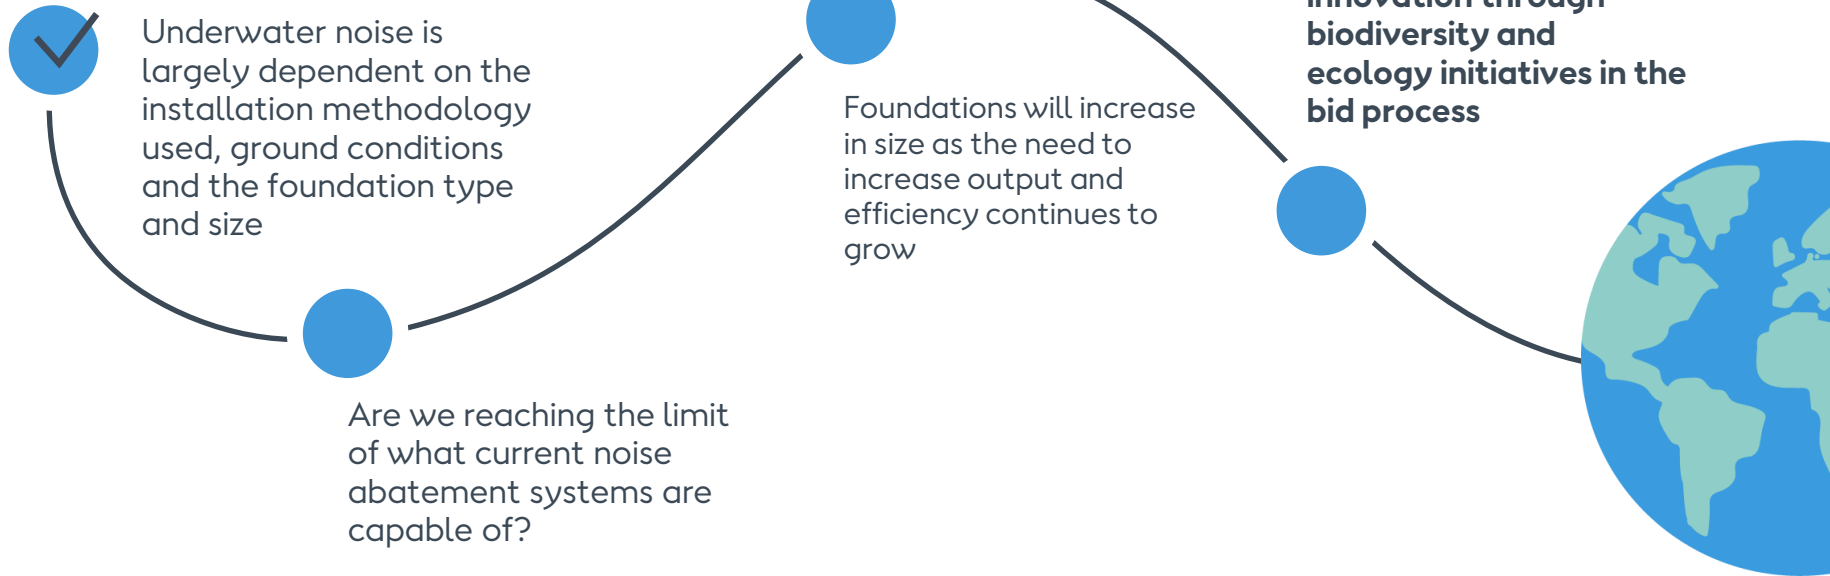 Underwater noise is
largely dependent on the
installation methodology
used, ground conditions
and the foundation type
and size
Are we reaching the limit
of what current noise
abatement systems are
capable of?
Foundations will increase
in size as the need to
increase output and
efficiency continues to
grow
innovation through
biodiversity and
ecology initiatives in the
bid process